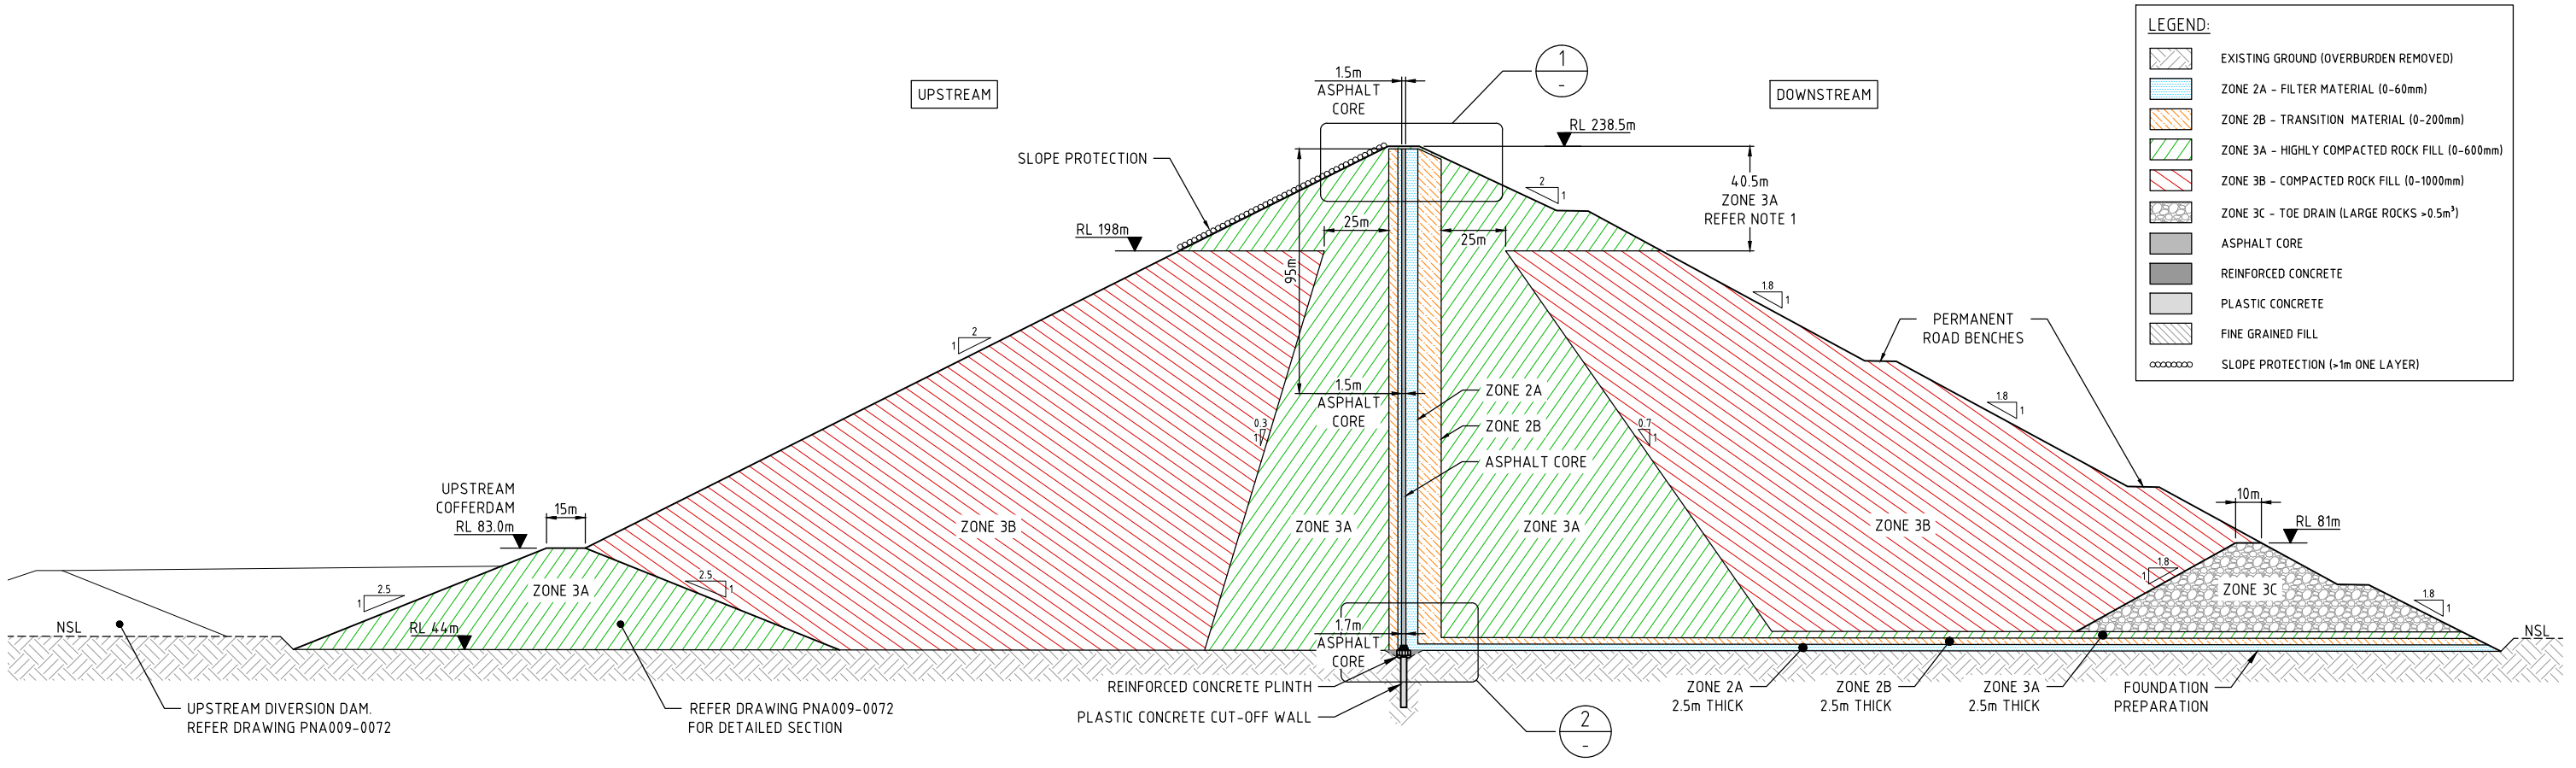 LEGEND:
EXISTING GROUND (OVERBURDEN REMOVED)
ZONE 2A - FILTER MATERIAL (0-60mm)
ZONE 2B - TRANSITION MATERIAL (0-200mm)
ZONE 3A - HIGHLY COMPACTED ROCK FILL (0-600mm)
ZONE 3B - COMPACTED ROCK FILL (0-1000mm)
ZONE 3C - TOE DRAIN (LARGE ROCKS >0.5m³)
ASPHALT CORE
REINFORCED CONCRETE
PLASTIC CONCRETE
FINE GRAINED FILL
SLOPE PROTECTION (>1m ONE LAYER)
UPSTREAM
DOWNSTREAM
1
-
1.5m
ASPHALT
CORE
RL 238.5m
SLOPE PROTECTION
40.5m
ZONE 3A
REFER NOTE 1
2
1
RL 198m
25m
25m
95m
1.8
1
2
1
PERMANENT
ROAD BENCHES
1.5m
ASPHALT
CORE
ZONE 2A
ZONE 2B
ASPHALT CORE
0.3
1
0.7
1
1.8
1
UPSTREAM
COFFERDAM
RL 83.0m
15m
ZONE 3B
ZONE 3A
ZONE 3A
ZONE 3B
10m
RL 81m
2.5
1
ZONE 3A
2.5
1
1.8
1
ZONE 3C
1.8
1
NSL
RL 44m
1.7m
ASPHALT
CORE
NSL
REINFORCED CONCRETE PLINTH
PLASTIC CONCRETE CUT-OFF WALL
ZONE 2A
2.5m THICK
ZONE 2B
2.5m THICK
ZONE 3A
2.5m THICK
FOUNDATION
PREPARATION
UPSTREAM DIVERSION DAM.
REFER DRAWING PNA009-0072
REFER DRAWING PNA009-0072
FOR DETAILED SECTION
2
-